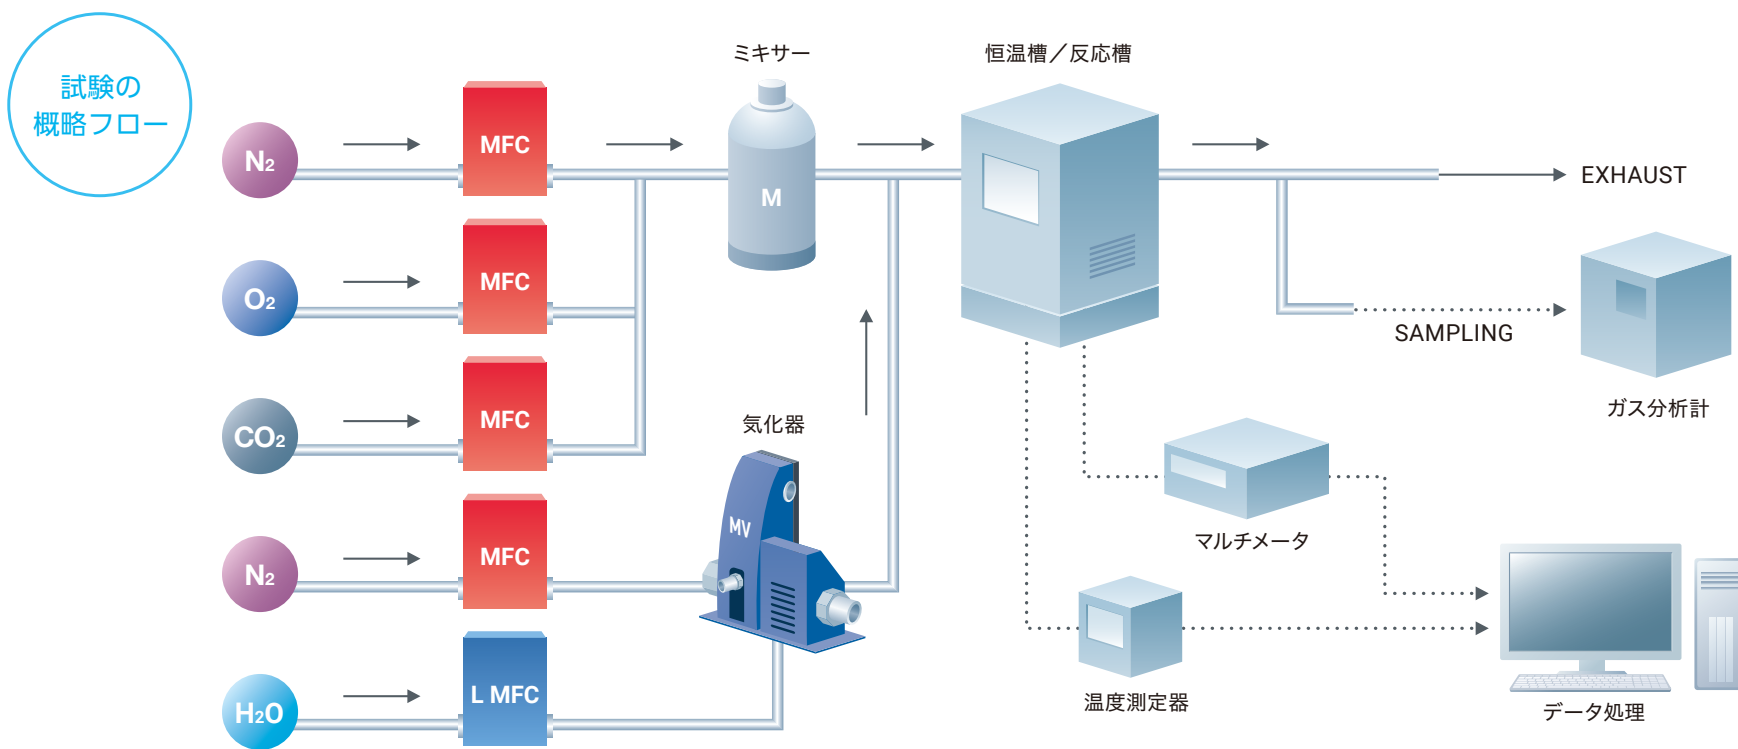 試験の
概略フロー
ミキサー
恒温槽／反応槽
N2
MFC
M
EXHAUST
O2
MFC
SAMPLING
ガス分析計
CO2
MFC
気化器
MV
マルチメータ
N2
MFC
温度測定器
データ処理
H2O
L MFC